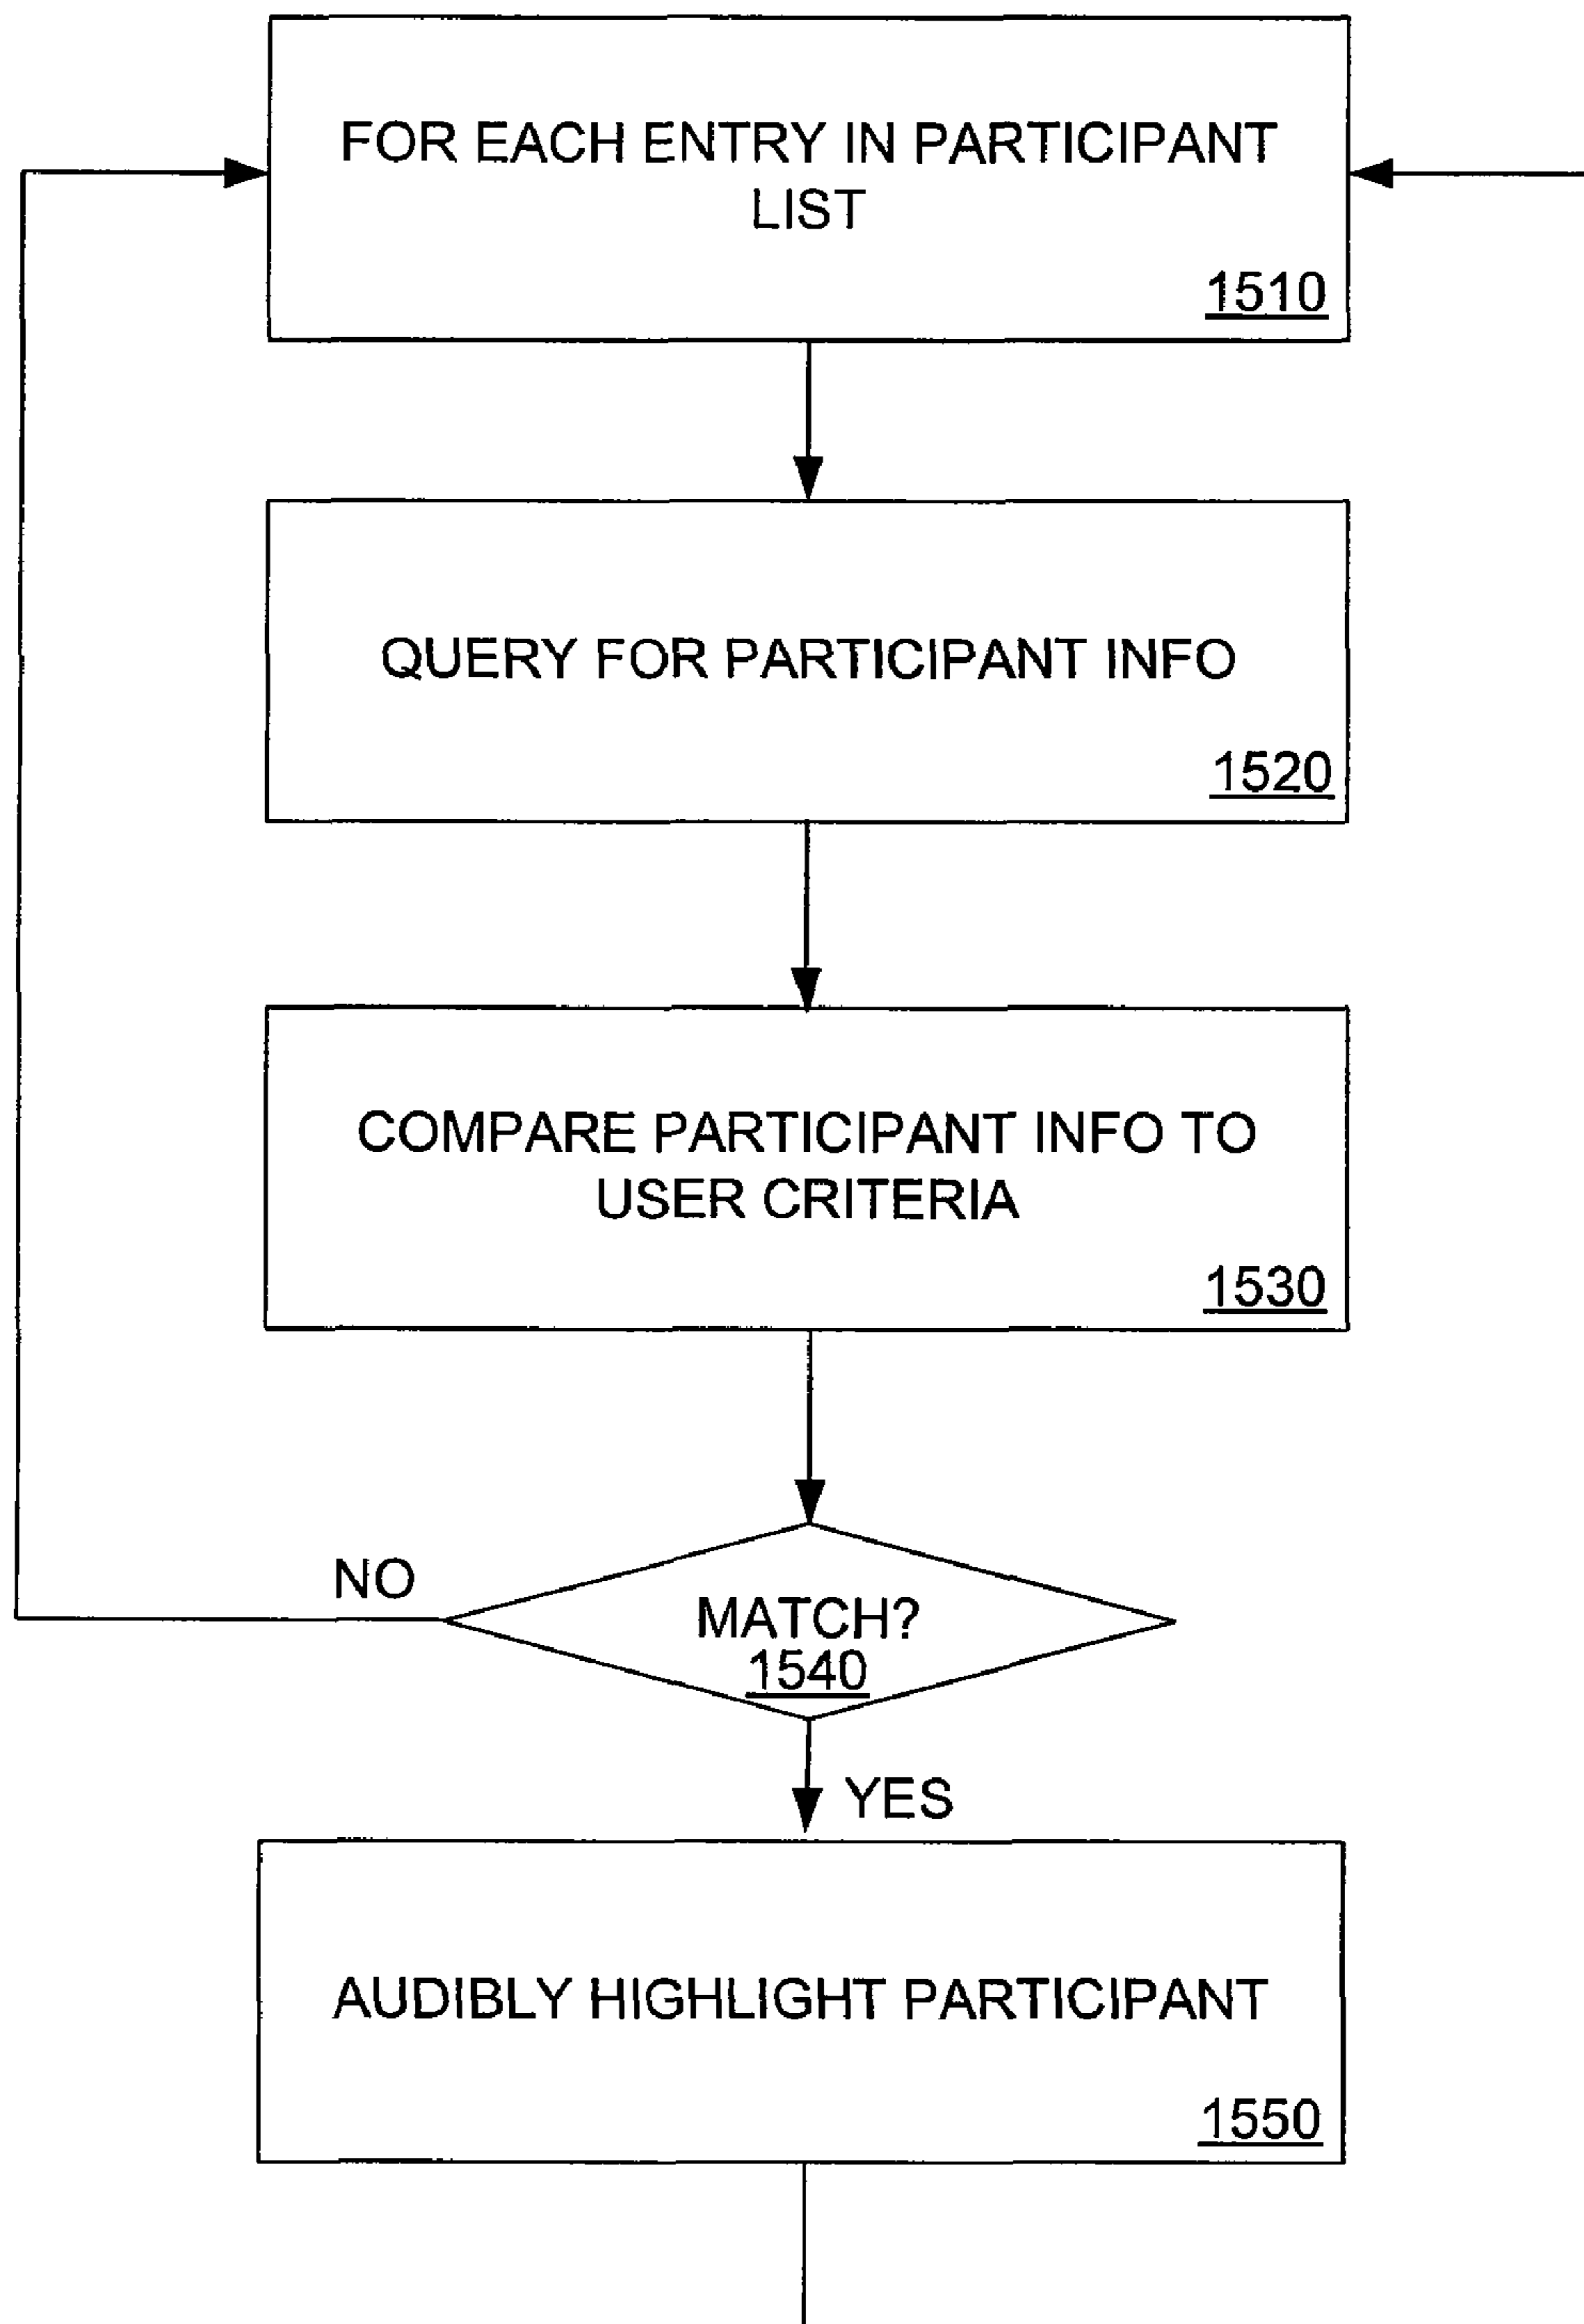 FOR EACH ENTRY IN PARTICIPANT
LIST
1510
QUERY FOR PARTICIPANT INFO
1520
COMPARE PARTICIPANT INFO TO
USER CRITERIA
1530
NO
MATCH?
1540
YES
AUDIBLY HIGHLIGHT PARTICIPANT
1550